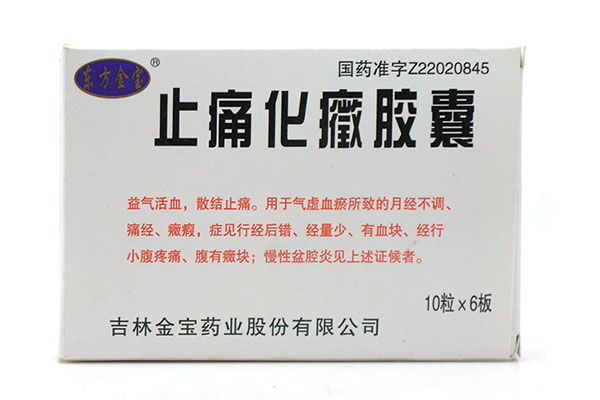 东方金宝®
国药准字Z22020845
止痛化癥胶囊
益气活血，散结止痛。用于气虚血瘀所致的月经不调、
痛经、癥瘕，症见行经后错、经量少、有血块、经行
小腹疼痛、腹有癥块；慢性盆腔炎见上述证候者。
10粒×6板
吉林金宝药业股份有限公司